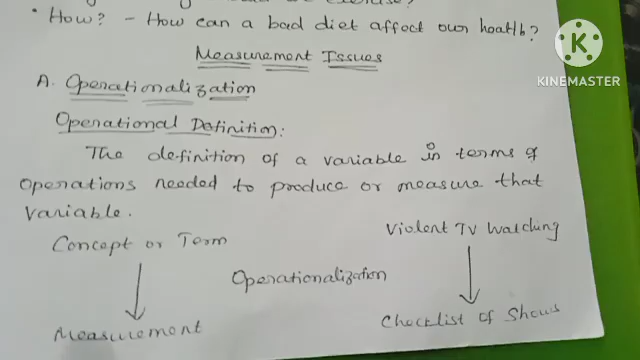 • How? - How can a bad diet affect our health?
Measurement Issues
A. Operationalization
Operational Definition:
The definition of a variable in terms of
operations needed to produce or measure that
variable.
Concept or Term
Violent TV Watching
Operationalization
Measurement
Checklist of Shows
KINEMASTER